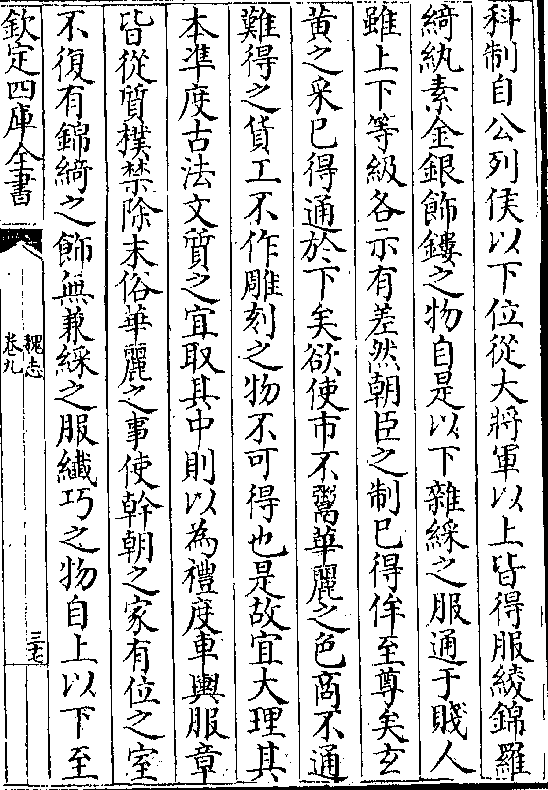 科制自公列侯以下位從大將軍以上皆得服綾錦羅
綺紈素金銀飾鏤之物自是以下雜綵之服通于賤人
雖上下等級各示有差然朝臣之制已得侔至尊矣玄
黃之采已得通於下矣欲使市不鬻華麗之色商不通
難得之貨工不作雕刻之物不可得也是故宜大理其
本凖度古法文質之宜取其中則以為禮度車輿服章
皆從質樸禁除末俗華麗之事使幹朝之家有位之室
不復有錦綺之飾無兼綵之服纖巧之物自上以下至
欽定四庫全書
魏志
卷九
三七